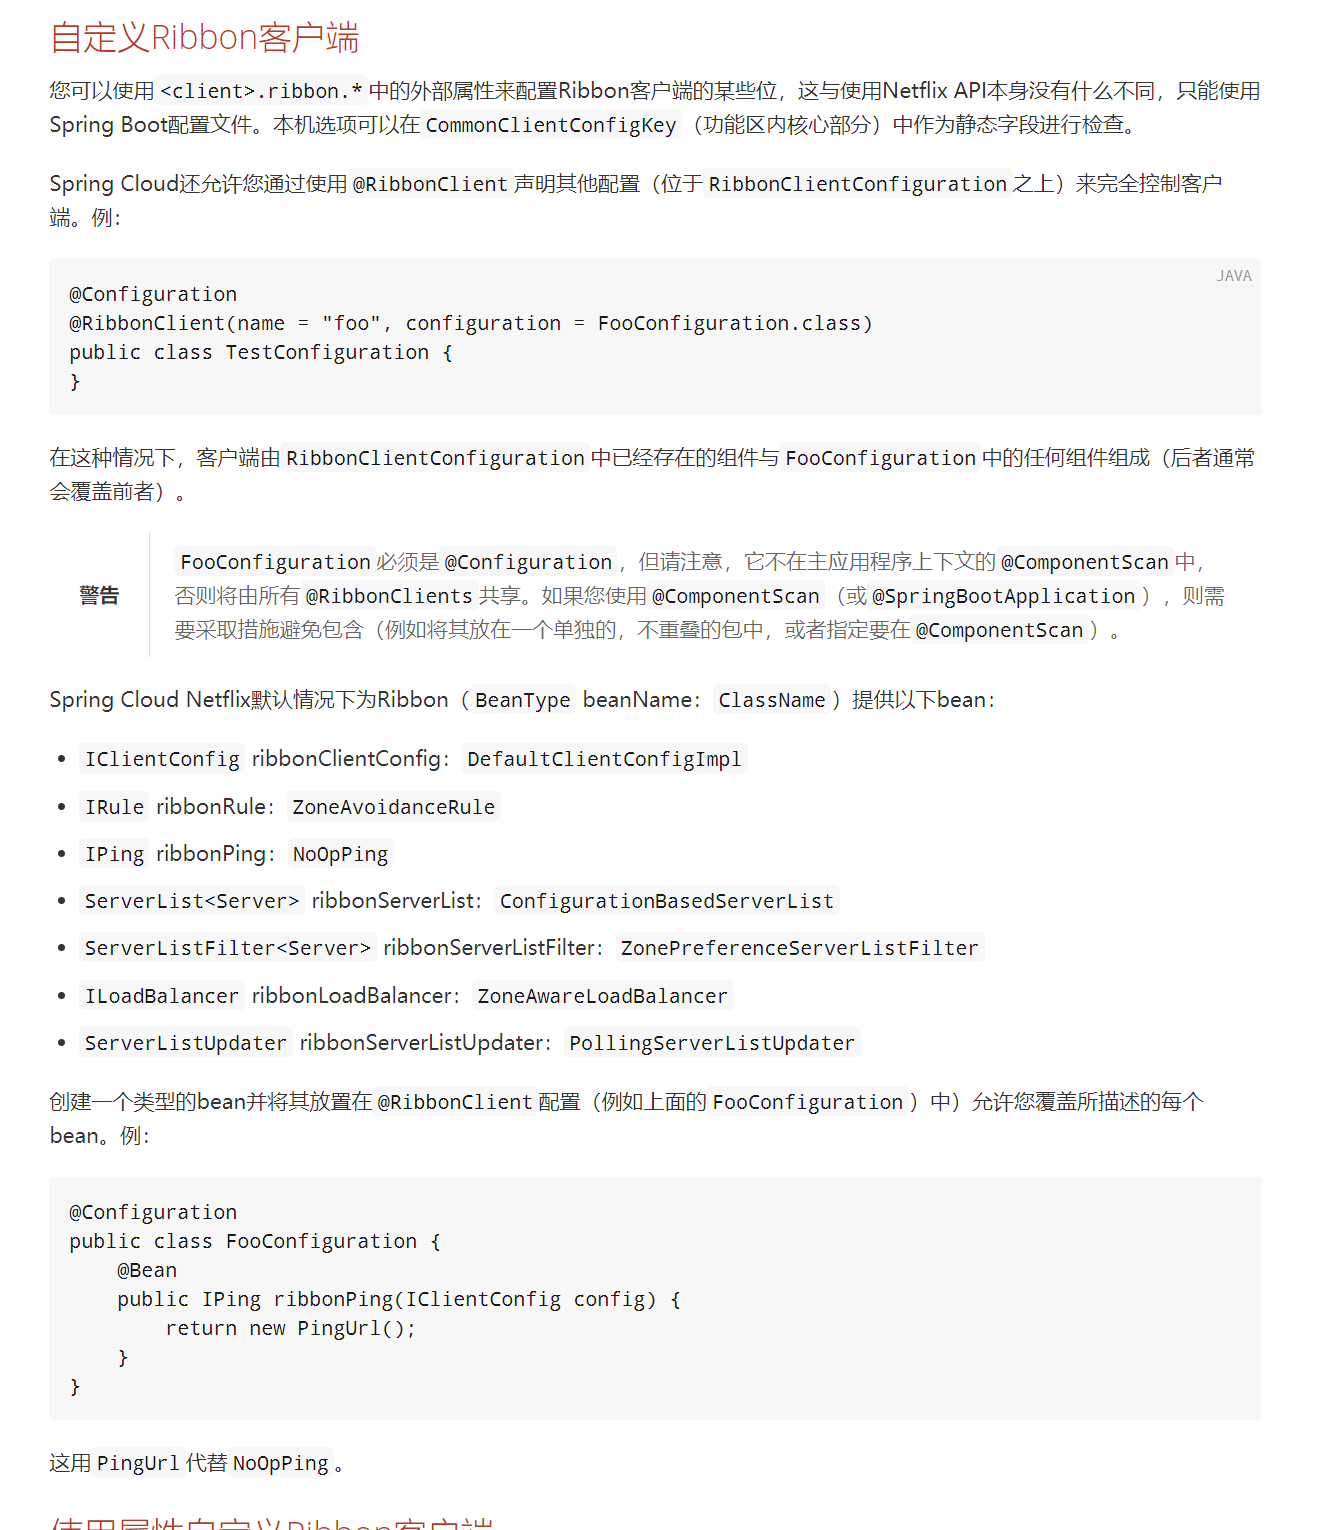 自定义Ribbon客户端
您可以使用 <client>.ribbon.* 中的外部属性来配置Ribbon客户端的某些位，这与使用Netflix API本身没有什么不同，只能使用
Spring Boot配置文件。本机选项可以在 CommonClientConfigKey （功能区内核心部分）中作为静态字段进行检查。
Spring Cloud还允许您通过使用 @RibbonClient 声明其他配置（位于 RibbonClientConfiguration 之上）来完全控制客户
端。例：
JAVA
@Configuration
@RibbonClient(name = "foo", configuration = FooConfiguration.class)
public class TestConfiguration {
}
在这种情况下，客户端由 RibbonClientConfiguration 中已经存在的组件与 FooConfiguration 中的任何组件组成（后者通常
会覆盖前者）。
FooConfiguration 必须是 @Configuration ，但请注意，它不在主应用程序上下文的 @ComponentScan 中，
警告 否则将由所有 @RibbonClients 共享。如果您使用 @ComponentScan （或 @SpringBootApplication ），则需
要采取措施避免包含（例如将其放在一个单独的，不重叠的包中，或者指定要在 @ComponentScan ）。
Spring Cloud Netflix默认情况下为Ribbon（ BeanType beanName： ClassName ）提供以下bean：
• IClientConfig ribbonClientConfig： DefaultClientConfigImpl
• IRule ribbonRule： ZoneAvoidanceRule
• IPing ribbonPing： NoOpPing
• ServerList<Server> ribbonServerList： ConfigurationBasedServerList
• ServerListFilter<Server> ribbonServerListFilter： ZonePreferenceServerListFilter
• ILoadBalancer ribbonLoadBalancer： ZoneAwareLoadBalancer
• ServerListUpdater ribbonServerListUpdater： PollingServerListUpdater
创建一个类型的bean并将其放置在 @RibbonClient 配置（例如上面的 FooConfiguration ）中）允许您覆盖所描述的每个
bean。例：
@Configuration
public class FooConfiguration {
    @Bean
    public IPing ribbonPing(IClientConfig config) {
        return new PingUrl();
    }
}
这用 PingUrl 代替 NoOpPing 。
使用属性自定义Ribbon客户端